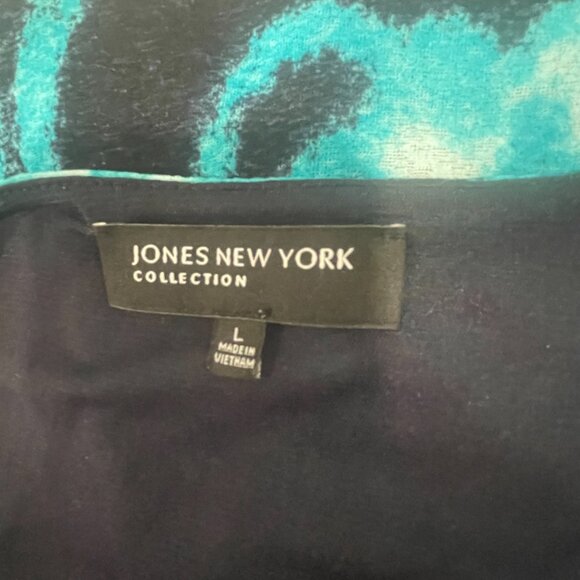 JONES NEW YORK
COLLECTION
L
MADE IN
VIETNAM